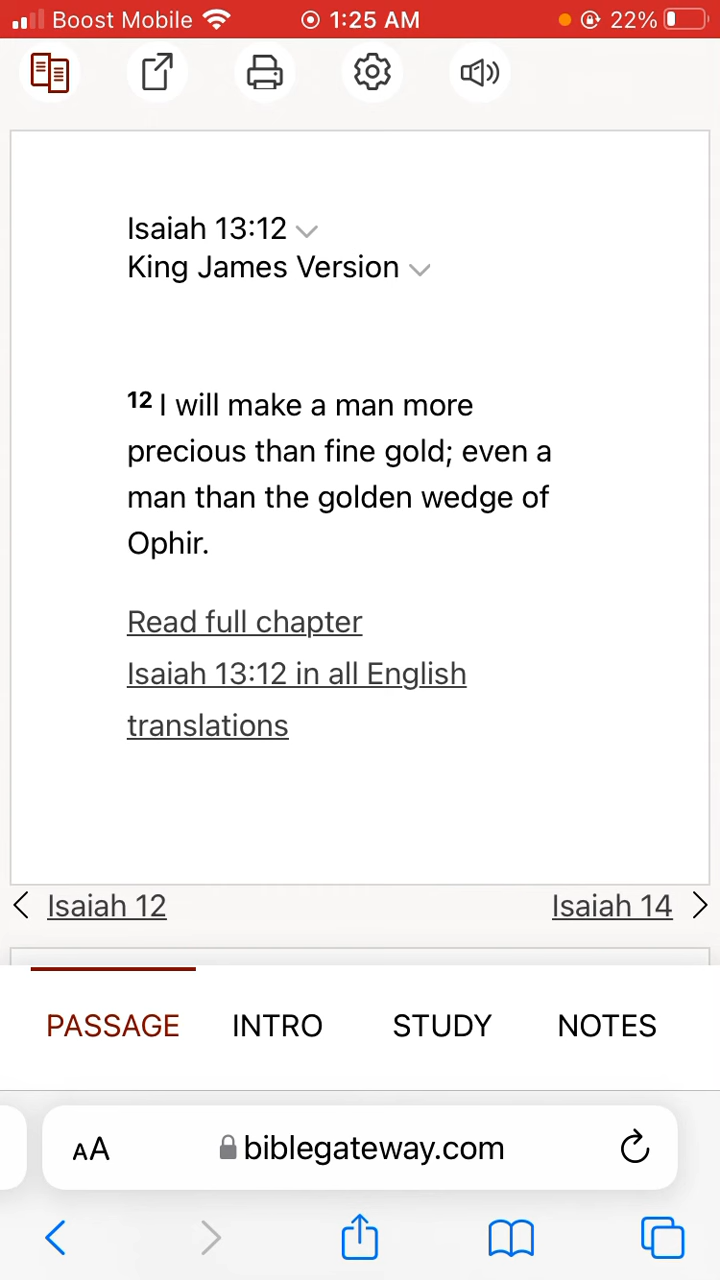 Boost Mobile 1:25 AM 22%
Isaiah 13:12
King James Version
12 I will make a man more
precious than fine gold; even a
man than the golden wedge of
Ophir.
Read full chapter
Isaiah 13:12 in all English
translations
Isaiah 12 Isaiah 14
PASSAGE INTRO STUDY NOTES
AA biblegateway.com